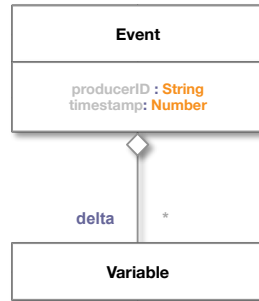 Event
producerID : String
timestamp: Number
delta *
Variable